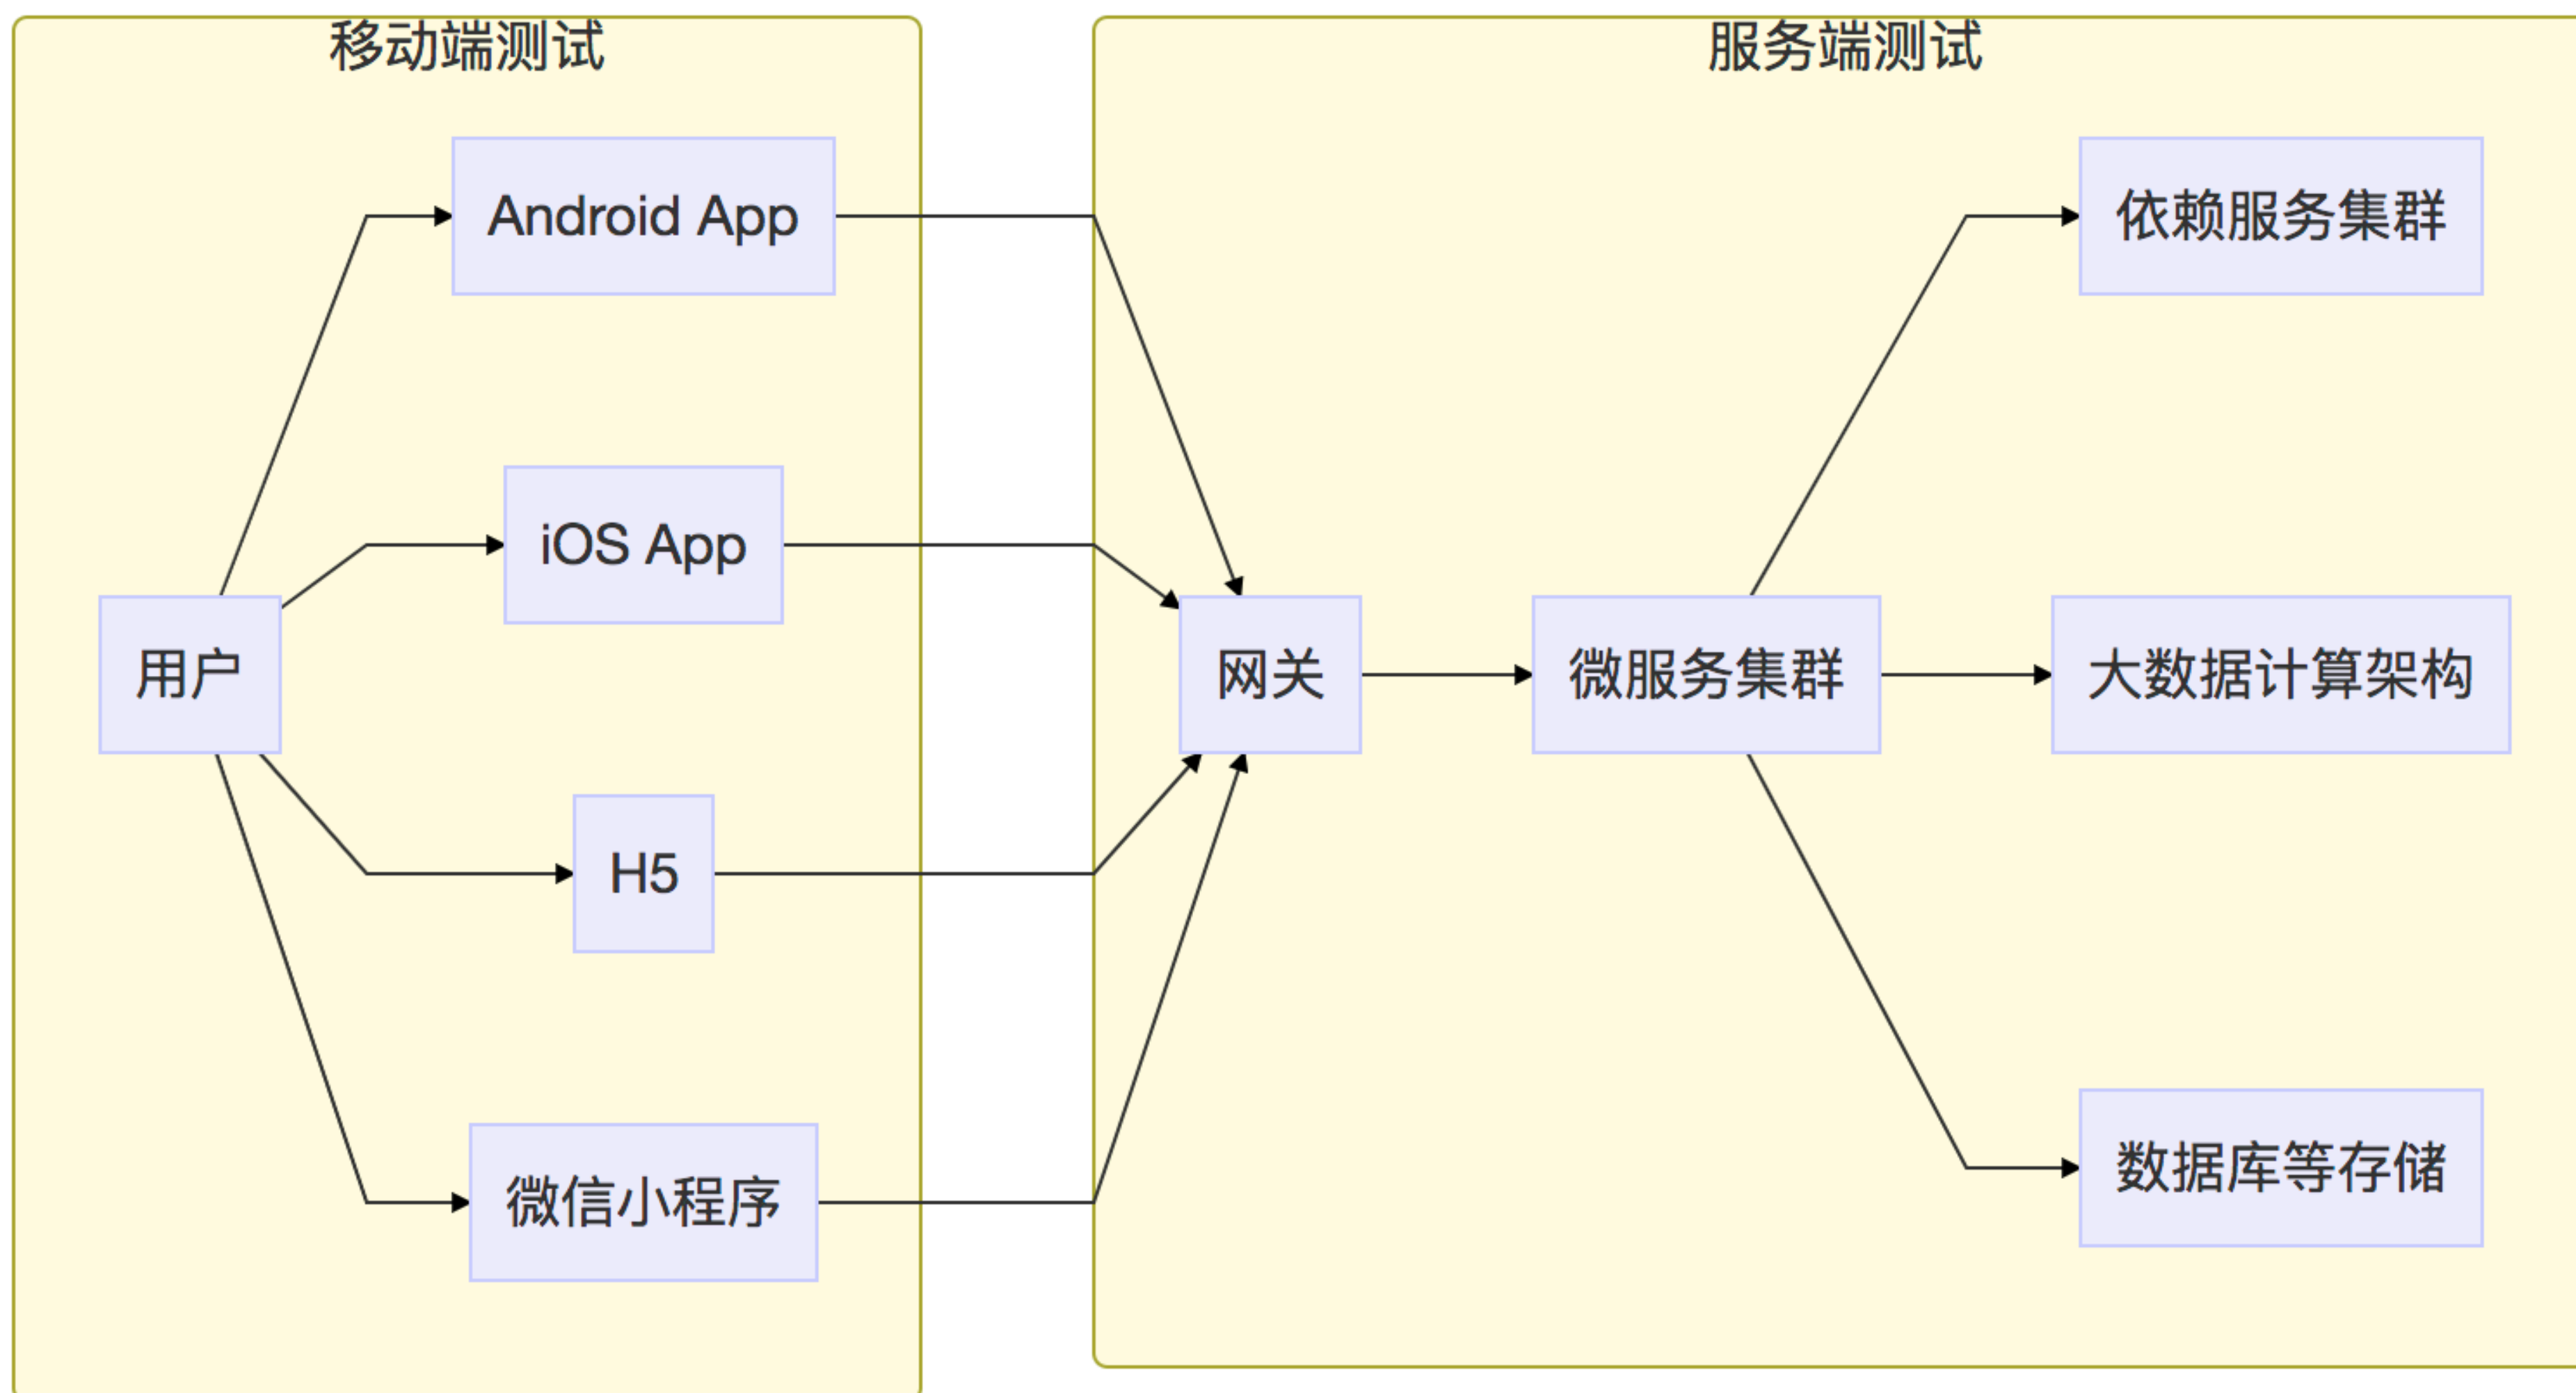 移动端测试
Android App
iOS App
用户
H5
微信小程序
服务端测试
网关
微服务集群
依赖服务集群
大数据计算架构
数据库等存储